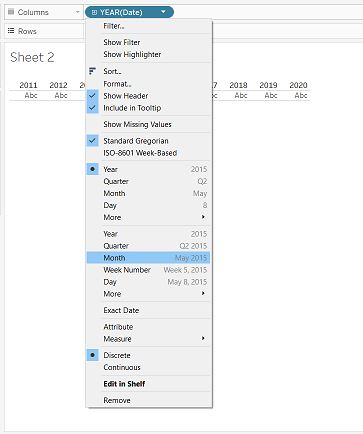 Columns YEAR(Date)
Rows
Filter...
Show Filter
Show Highlighter
Sheet 2
Sort...
Format...
2011 2012 2 2018 2019 2020
Abc Abc A Abc Abc Abc
Show Header
Include in Tooltip
Show Missing Values
Standard Gregorian
ISO-8601 Week-Based
Year 2015
Quarter Q2
Month May
Day 8
More
Year 2015
Quarter Q2 2015
Month May 2015
Week Number Week 5, 2015
Day May 8, 2015
More
Exact Date
Attribute
Measure
Discrete
Continuous
Edit in Shelf
Remove